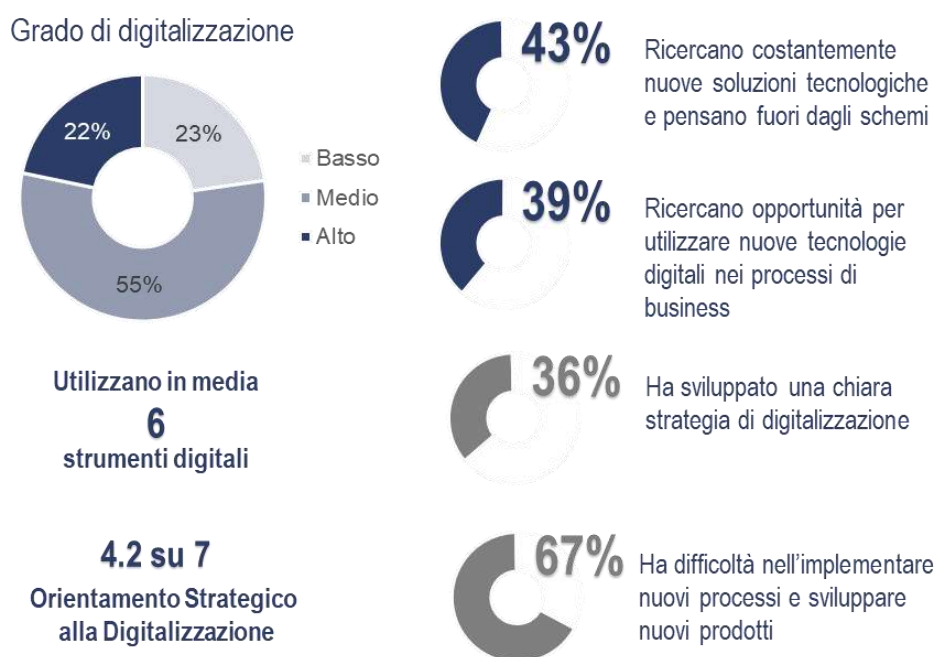 Grado di digitalizzazione
22%
23%
55%
Basso
Medio
Alto
Utilizzano in media
6
strumenti digitali
4.2 su 7
Orientamento Strategico
alla Digitalizzazione
43%
Ricercano costantemente
nuove soluzioni tecnologiche
e pensano fuori dagli schemi
39%
Ricercano opportunità per
utilizzare nuove tecnologie
digitali nei processi di
business
36%
Ha sviluppato una chiara
strategia di digitalizzazione
67%
Ha difficoltà nell'implementare
nuovi processi e sviluppare
nuovi prodotti